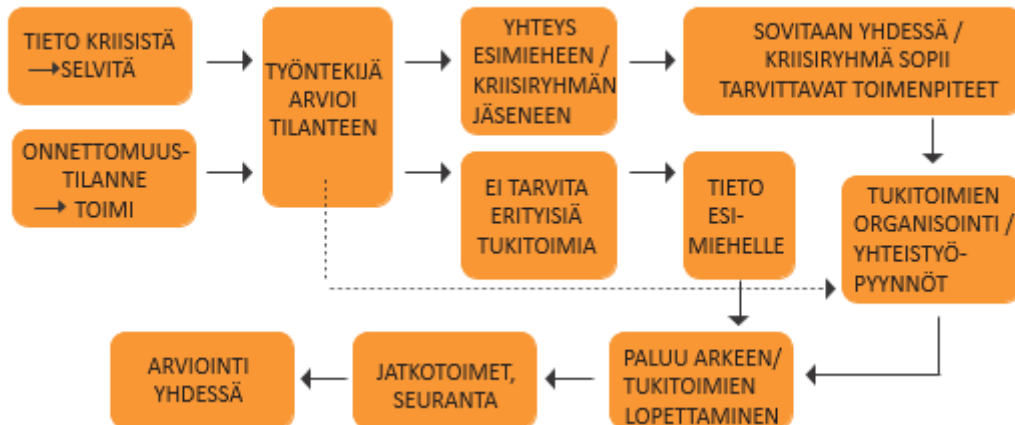 TIETO KRIISISTÄ
→SELVITÄ
ONNETTOMUUS-
TILANNE
→ TOIMI
TYÖNTEKIJÄ
ARVIOI
TILANTEEN
YHTEYS
ESIMIEHEEN /
KRIISIRYHMÄN
JÄSENEEN
SOVITAAN YHDESSÄ /
KRIISIRYHMÄ SOPII
TARVITTAVAT TOIMENPITEET
EI TARVITA
ERITYISIÄ
TUKITOIMIA
TIETO
ESI-
MIEHELLE
TUKITOIMIEN
ORGANISOINTI /
YHTEISTYÖ-
PYYNNÖT
PALUU ARKEEN/
TUKITOIMIEN
LOPETTAMINEN
JATKOTOIMET,
SEURANTA
ARVIOINTI
YHDESSÄ